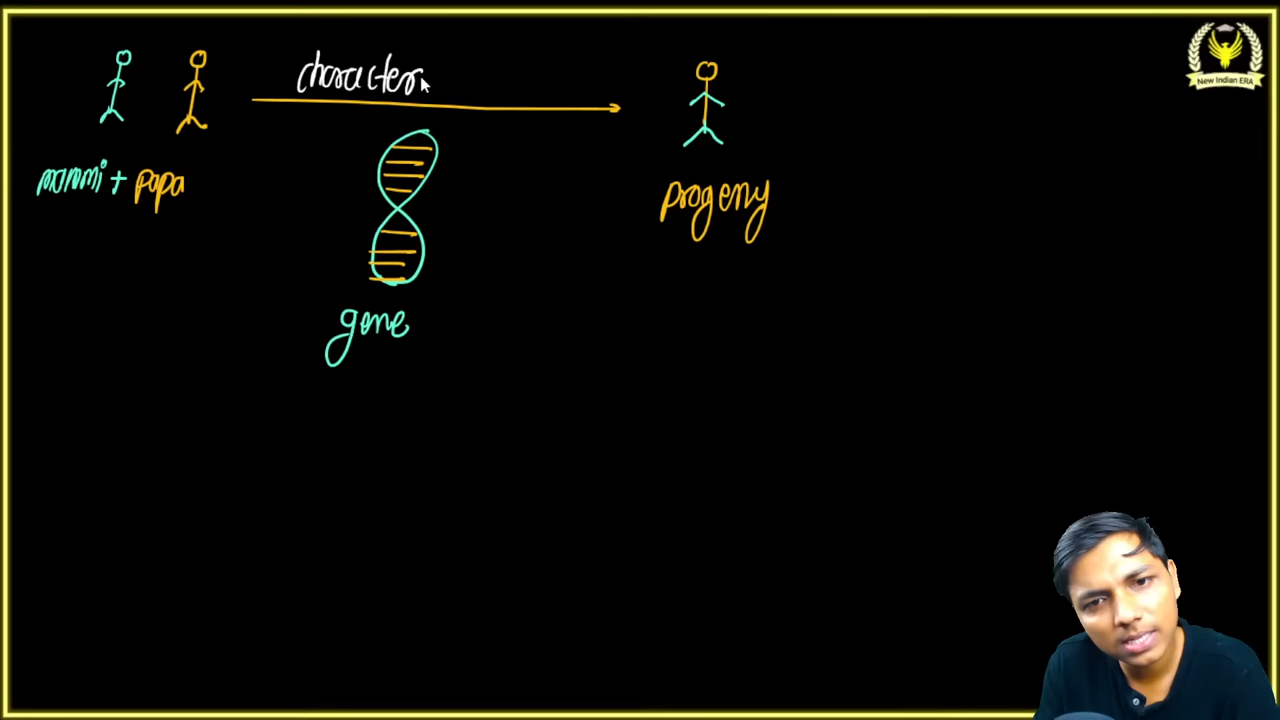 character
mammi + papa
progeny
gene
New Indian ERA